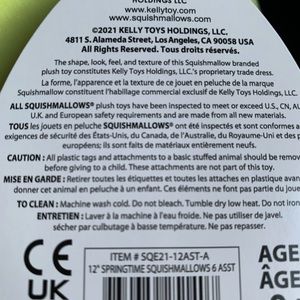 HOLDINGS LLC
www.kellytoy.com
www.squishmallows.com
©2021 KELLY TOYS HOLDINGS, LLC.
4811 S. Alameda Street, Los Angeles, CA 90058 USA
All rights reserved. Tous droits réservés.
The shape, look, feel, and texture of this Squishmallow branded
plush toy constitutes Kelly Toys Holdings, LLC.'s proprietary trade dress.
La forme, l'apparence et la texture de ce jouet en peluche de marque
Squishmallow constituent l'habillage commercial exclusif de Kelly Toys Holdings, LLC.
ALL SQUISHMALLOWS® plush toys have been inspected to meet or exceed U.S., CN, AU
U.K. and European safety requirements and are made from all new materials.
TOUS les jouets en peluche SQUISHMALLOWS® ont été inspectés et sont conformes a
exigences de sécurité des États-Unis, du Canada, de l'Australie, du Royaume-Uni et des p
européens; ils sont faits de matériaux entièrement neufs.
CAUTION : All plastic tags and attachments to a basic stuffed animal should be remove
before giving to a child. These attachments are not part of this toy.
MISE EN GARDE : Retirer toutes les étiquettes et toutes les attaches en plastique avant
donner cet animal en peluche à un enfant. Ces éléments ne font pas partie du jouet.
TO CLEAN : Machine wash cold. Do not bleach. Tumble dry low heat. Do not iron
ENTRETIEN : Laver à la machine à l'eau froide. Ne pas utiliser de javel.
sécher par culbutage à basse température. Ne pas repasser.
CE
UK
ITEM # SQE21-12AST-A
12" SPRINGTIME SQUISHMALLOWS 6 ASST
AGE
ÂGE